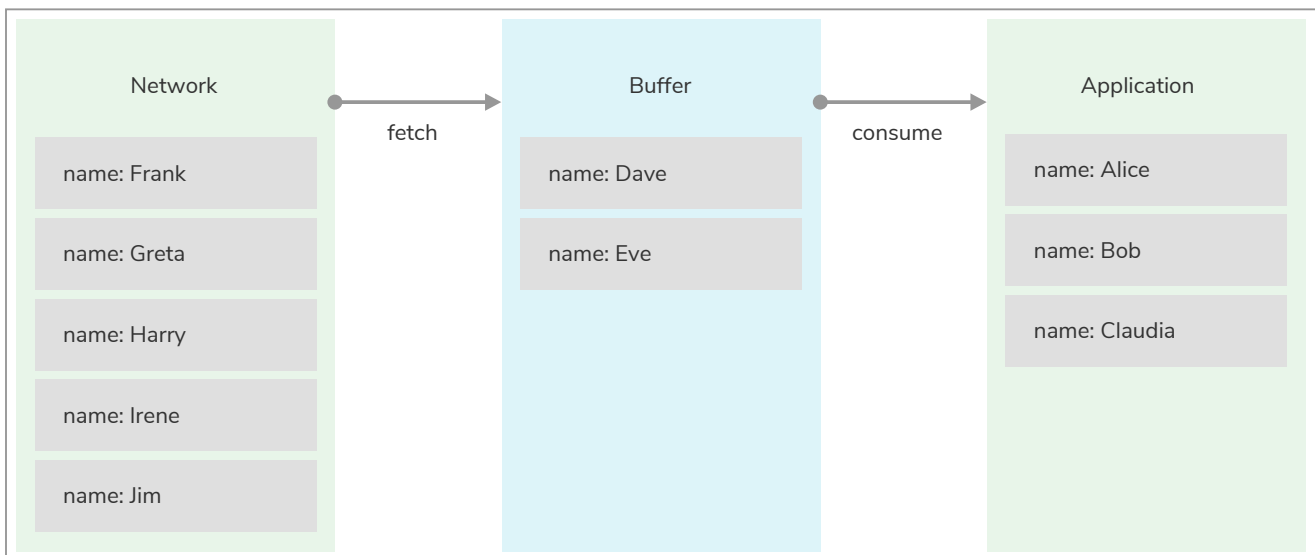 Network
name: Frank
name: Greta
name: Harry
name: Irene
name: Jim
fetch
Buffer
name: Dave
name: Eve
consume
Application
name: Alice
name: Bob
name: Claudia